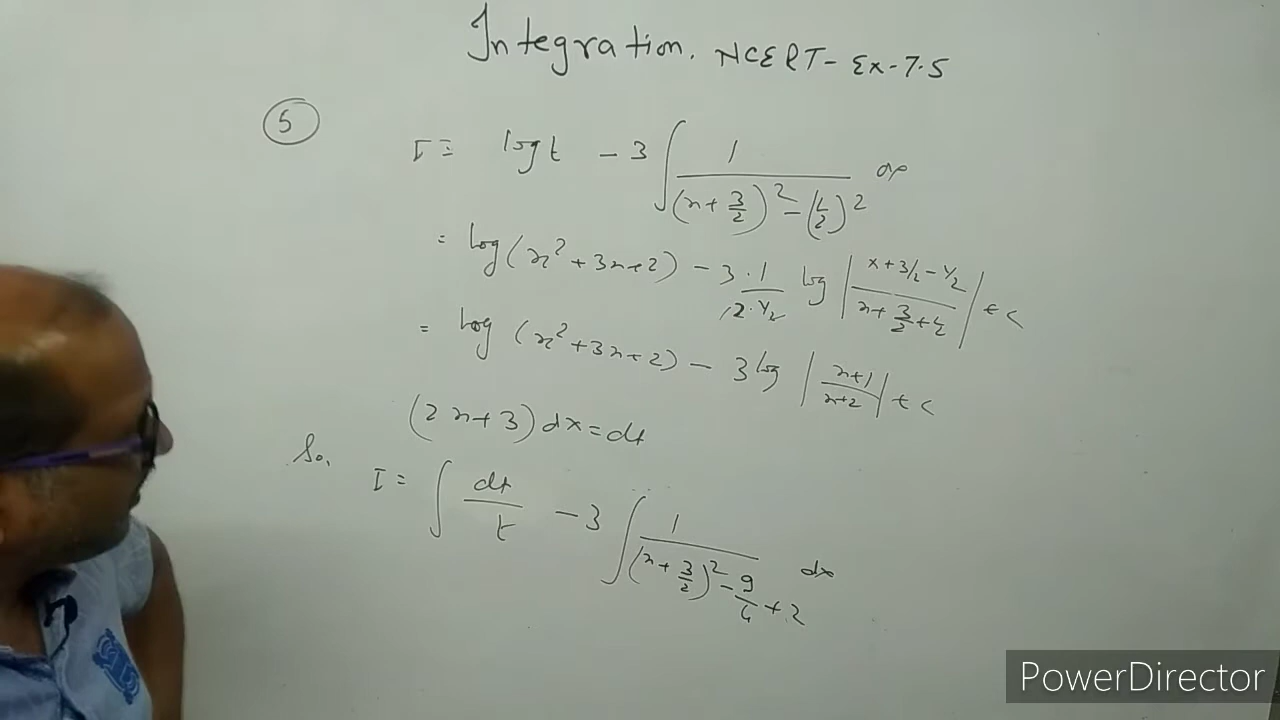 Integration. NCERT- Ex-7.5
5
I = log t - 3 ∫ 1/((x + 3/2)² - (1/2)²) dx
= log(x² + 3x + 2) - 3 · 1/(2·1/2) log |(x + 3/2 - 1/2)/(x + 3/2 + 1/2)| + c
= log (x² + 3x + 2) - 3 log |(x+1)/(x+2)| + c
(2x + 3) dx = dt
So, I = ∫ dt/t - 3 ∫ 1/((x + 3/2)² - 9/4 + 2) dx
PowerDirector